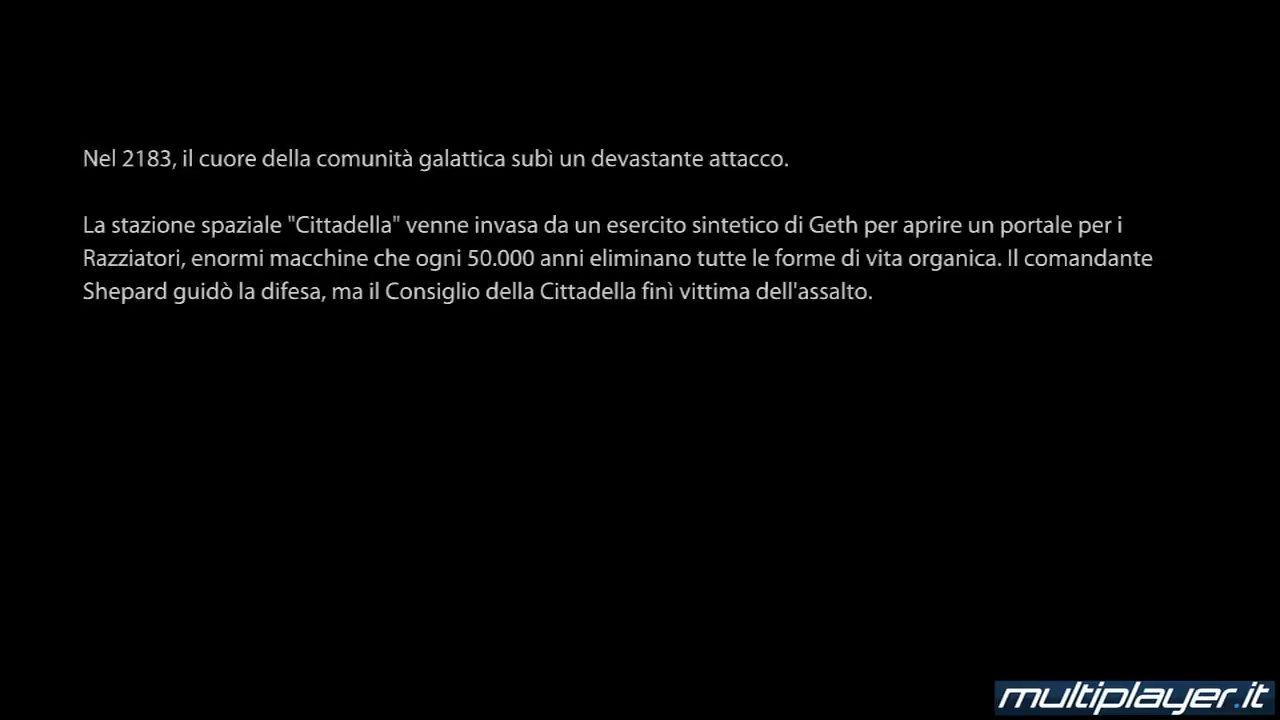 Nel 2183, il cuore della comunità galattica subì un devastante attacco.
La stazione spaziale "Cittadella" venne invasa da un esercito sintetico di Geth per aprire un portale per i
Razziatori, enormi macchine che ogni 50.000 anni eliminano tutte le forme di vita organica. Il comandante
Shepard guidò la difesa, ma il Consiglio della Cittadella finì vittima dell'assalto.
multiplayer.it